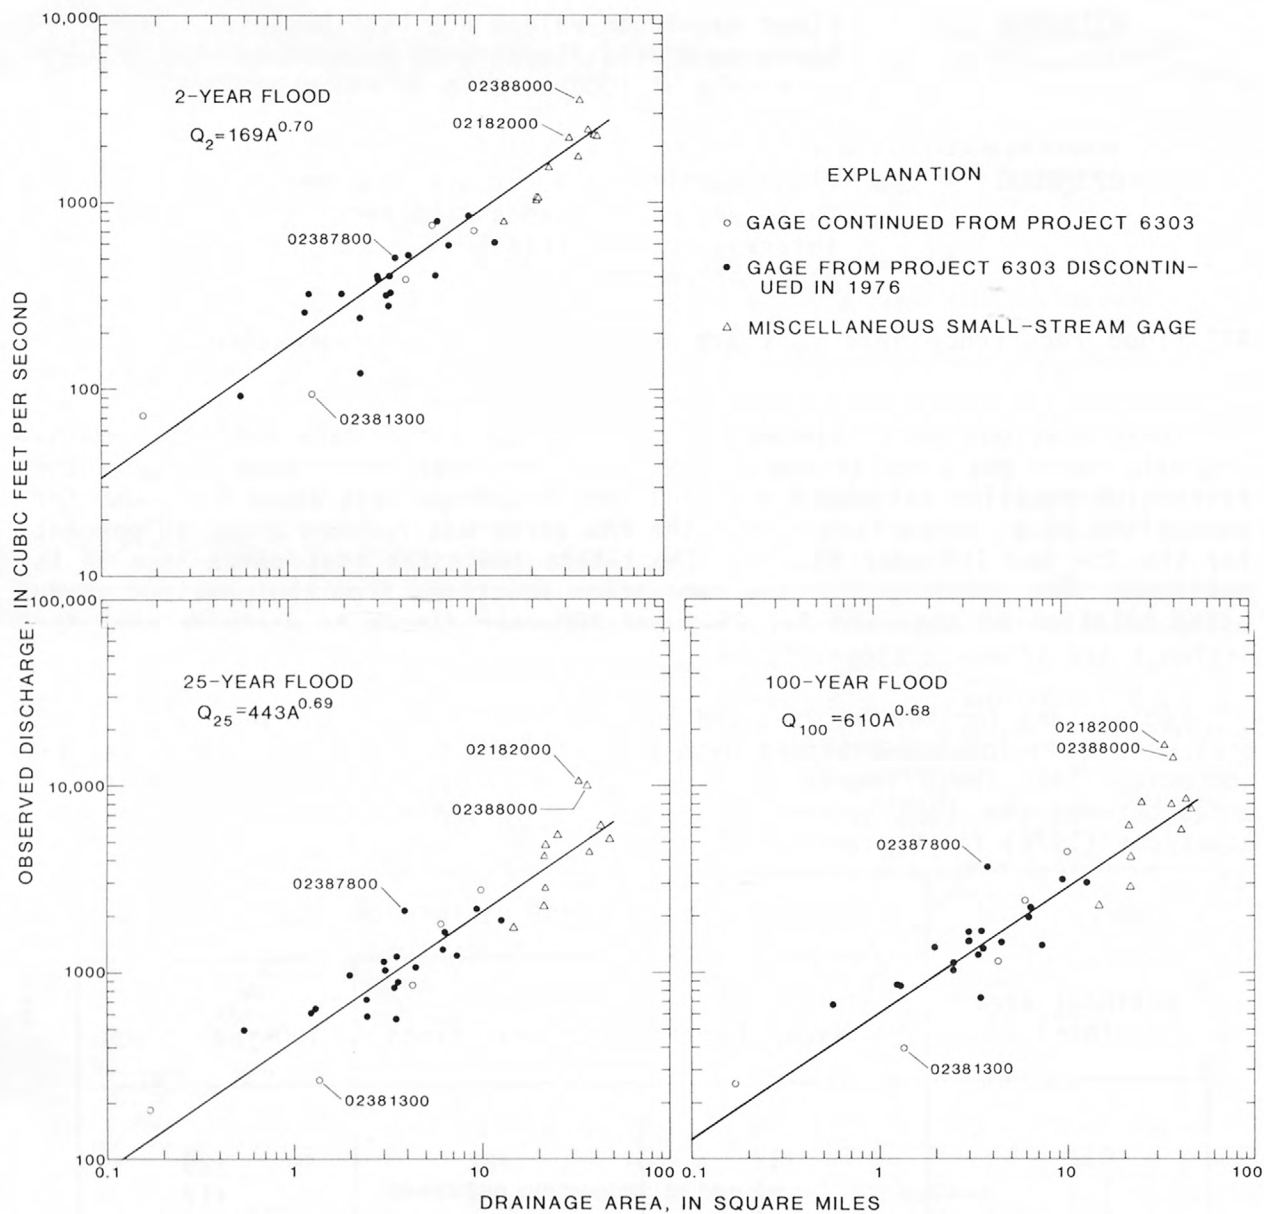 10,000
02388000
2-YEAR FLOOD
02182000
Q2=169A0.70
EXPLANATION
1000
GAGE CONTINUED FROM PROJECT 6303
02387800
GAGE FROM PROJECT 6303 DISCONTIN-
UED IN 1976
MISCELLANEOUS SMALL-STREAM GAGE
100
02381300
10
OBSERVED DISCHARGE, IN CUBIC FEET PER SECOND
100,000
25-YEAR FLOOD
Q25=443A0.69
02182000
10,000
02388000
02387800
1000
02381300
100
0.1 1 10 100
100-YEAR FLOOD
Q100=610A0.68
02182000
02388000
02387800
02381300
0.1 1 10 100
DRAINAGE AREA, IN SQUARE MILES